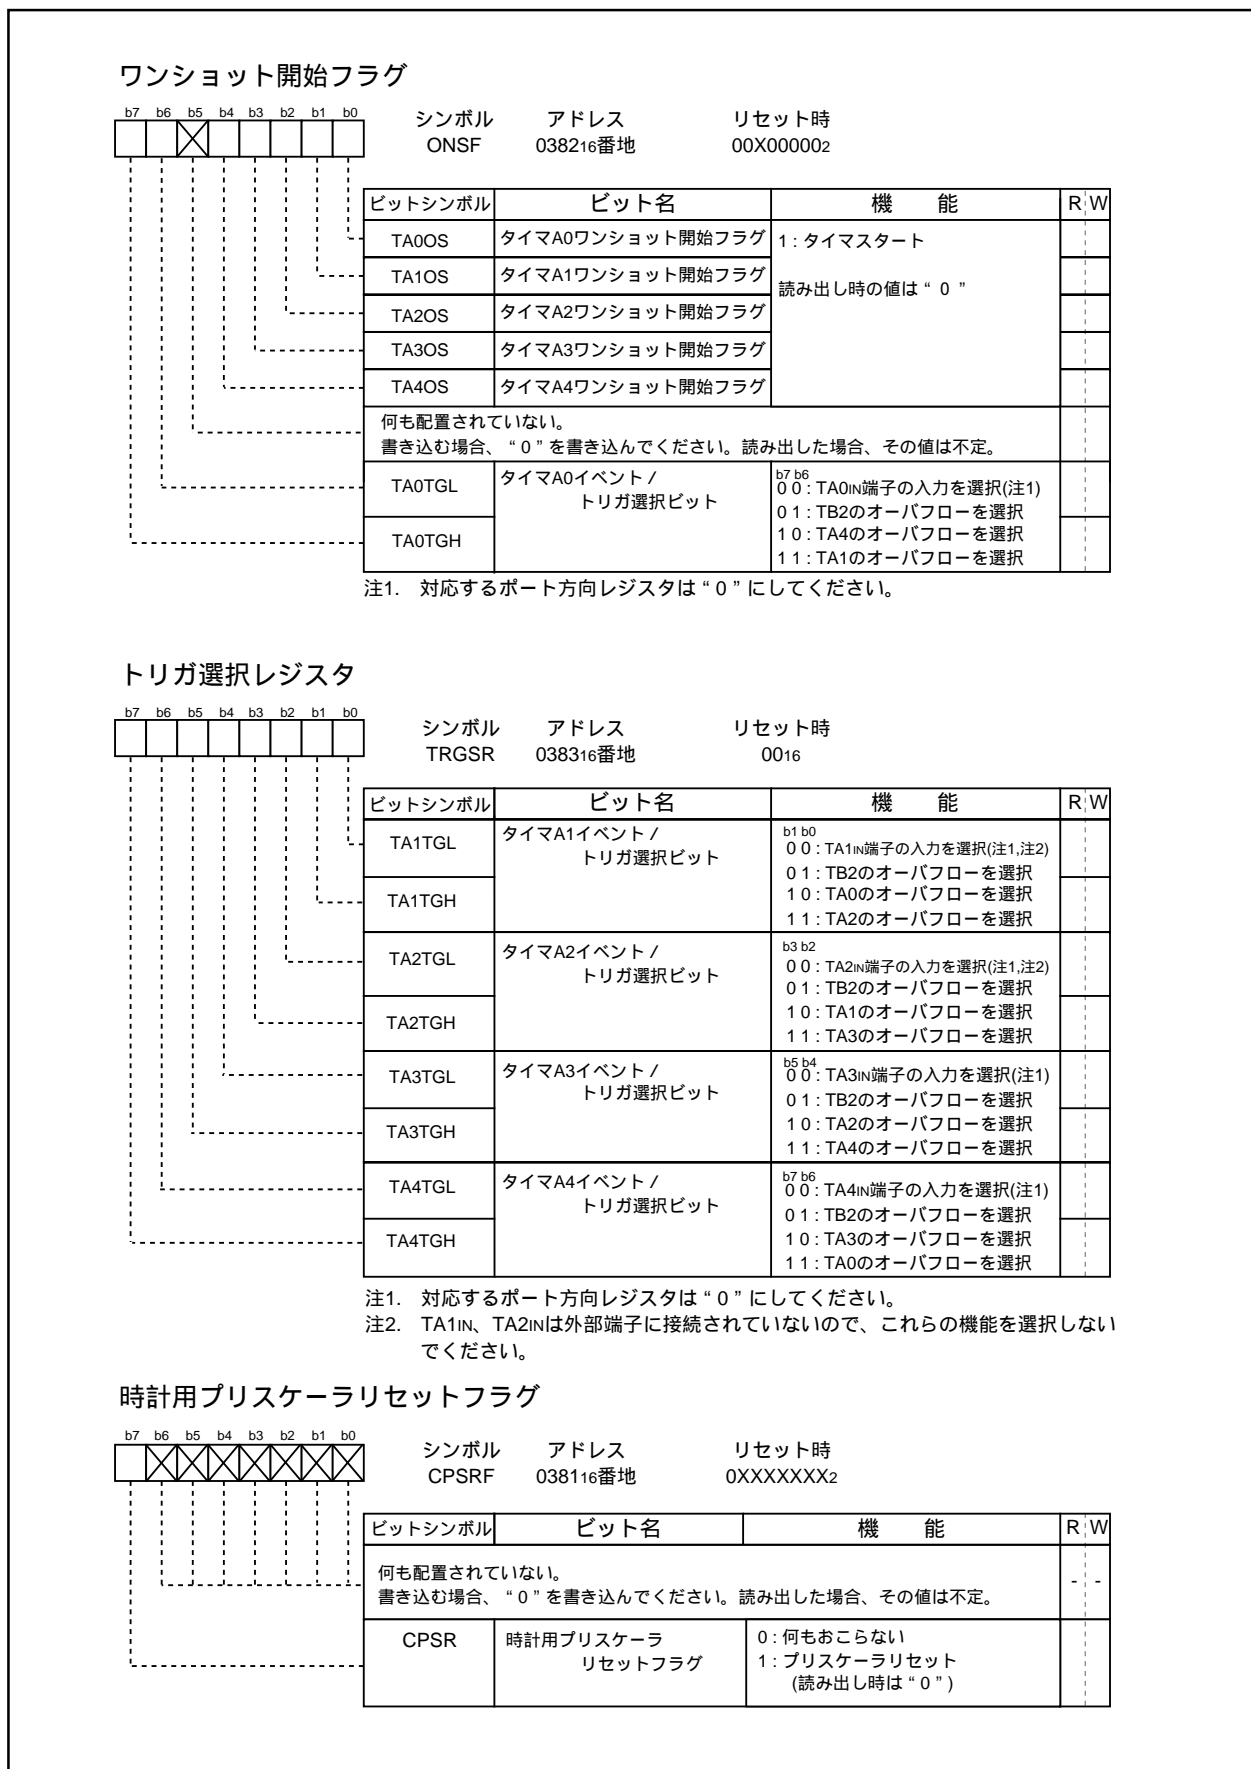 ワンショット開始フラグ
b7 b6 b5 b4 b3 b2 b1 b0
シンボル アドレス リセット時
ONSF 038216番地 00X000002
ビットシンボル ビット名 機 能 R W
TA0OS タイマA0ワンショット開始フラグ 1 : タイマスタート
TA1OS タイマA1ワンショット開始フラグ 読み出し時の値は“ 0 ”
TA2OS タイマA2ワンショット開始フラグ
TA3OS タイマA3ワンショット開始フラグ
TA4OS タイマA4ワンショット開始フラグ
何も配置されていない。
書き込む場合、“ 0 ” を書き込んでください。読み出した場合、その値は不定。
TA0TGL タイマA0イベント /
トリガ選択ビット
TA0TGH
b7 b6
0 0 : TA0IN端子の入力を選択(注1)
0 1 : TB2のオーバフローを選択
1 0 : TA4のオーバフローを選択
1 1 : TA1のオーバフローを選択
注1. 対応するポート方向レジスタは “ 0 ” にしてください。
トリガ選択レジスタ
b7 b6 b5 b4 b3 b2 b1 b0
シンボル アドレス リセット時
TRGSR 038316番地 0016
ビットシンボル ビット名 機 能 R W
TA1TGL タイマA1イベント /
トリガ選択ビット
TA1TGH
b1 b0
0 0 : TA1IN端子の入力を選択(注1,注2)
0 1 : TB2のオーバフローを選択
1 0 : TA0のオーバフローを選択
1 1 : TA2のオーバフローを選択
TA2TGL タイマA2イベント /
トリガ選択ビット
TA2TGH
b3 b2
0 0 : TA2IN端子の入力を選択(注1,注2)
0 1 : TB2のオーバフローを選択
1 0 : TA1のオーバフローを選択
1 1 : TA3のオーバフローを選択
TA3TGL タイマA3イベント /
トリガ選択ビット
TA3TGH
b5 b4
0 0 : TA3IN端子の入力を選択(注1)
0 1 : TB2のオーバフローを選択
1 0 : TA2のオーバフローを選択
1 1 : TA4のオーバフローを選択
TA4TGL タイマA4イベント /
トリガ選択ビット
TA4TGH
b7 b6
0 0 : TA4IN端子の入力を選択(注1)
0 1 : TB2のオーバフローを選択
1 0 : TA3のオーバフローを選択
1 1 : TA0のオーバフローを選択
注1. 対応するポート方向レジスタは “ 0 ” にしてください。
注2. TA1IN、TA2INは外部端子に接続されていないので、これらの機能を選択しない
でください。
時計用プリスケーラリセットフラグ
b7 b6 b5 b4 b3 b2 b1 b0
シンボル アドレス リセット時
CPSRF 038116番地 0XXXXXXX2
ビットシンボル ビット名 機 能 R W
何も配置されていない。
書き込む場合、“ 0 ” を書き込んでください。読み出した場合、その値は不定。 - -
CPSR 時計用プリスケーラ
リセットフラグ
0 : 何もおこらない
1 : プリスケーラリセット
(読み出し時は “ 0 ” )